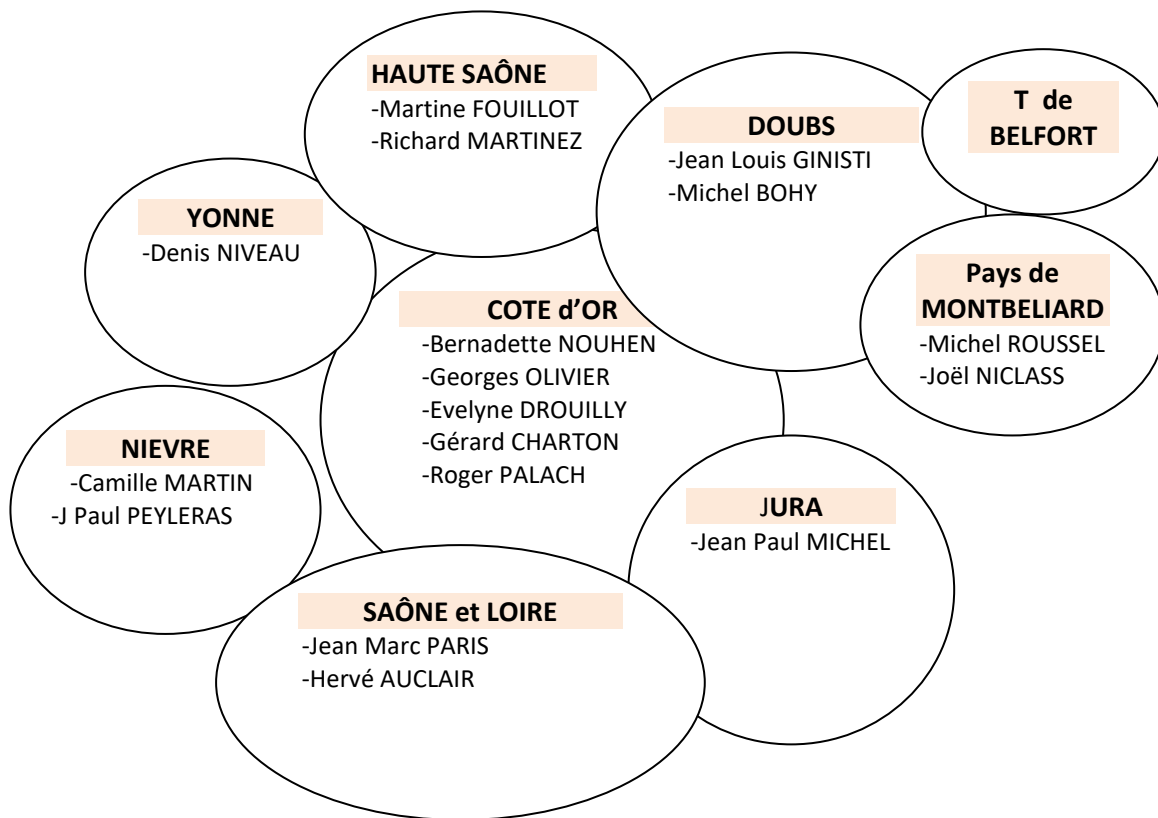 HAUTE SAÔNE
-Martine FOUILLOT
-Richard MARTINEZ
DOUBS
-Jean Louis GINISTI
-Michel BOHY
T de
BELFORT
YONNE
-Denis NIVEAU
Pays de
MONTBELIARD
-Michel ROUSSEL
-Joël NICLASS
COTE d’OR
-Bernadette NOUHEN
-Georges OLIVIER
-Evelyne DROUILLY
-Gérard CHARTON
-Roger PALACH
NIEVRE
-Camille MARTIN
-J Paul PEYLERAS
JURA
-Jean Paul MICHEL
SAÔNE et LOIRE
-Jean Marc PARIS
-Hervé AUCLAIR